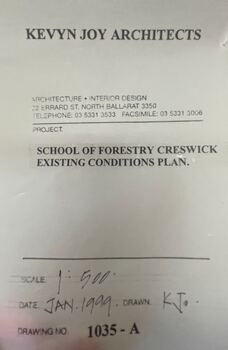 KEVYN JOY ARCHITECTS
ARCHITECTURE • INTERIOR DESIGN
22 ERRARD ST. NORTH BALLARAT 3350
TELEPHONE: 03 5331 3533 FACSIMILE: 03 5331 3006
PROJECT.
SCHOOL OF FORESTRY CRESWICK
EXISTING CONDITIONS PLAN.
SCALE. 1:500.
DATE. JAN. 1999. DRAWN. KJ.
DRAWING NO. 1035 - A